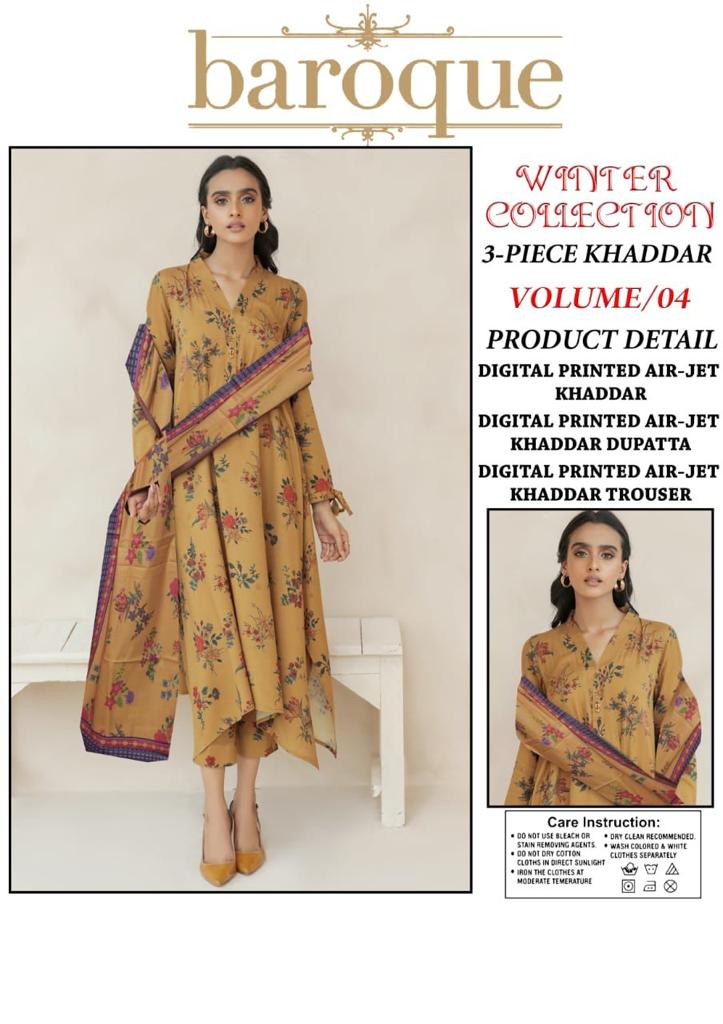 baroque
WINTER
COLLECTION
3-PIECE KHADDAR
VOLUME/04
PRODUCT DETAIL
DIGITAL PRINTED AIR-JET
KHADDAR
DIGITAL PRINTED AIR-JET
KHADDAR DUPATTA
DIGITAL PRINTED AIR-JET
KHADDAR TROUSER
Care Instruction:
• DO NOT USE BLEACH OR
STAIN REMOVING AGENTS.
• DO NOT DRY COTTON
CLOTHS IN DIRECT SUNLIGHT
• IRON THE CLOTHES AT
MODERATE TEMERATURE
• DRY CLEAN RECOMMENDED.
• WASH COLORED & WHITE
CLOTHES SEPARATELY